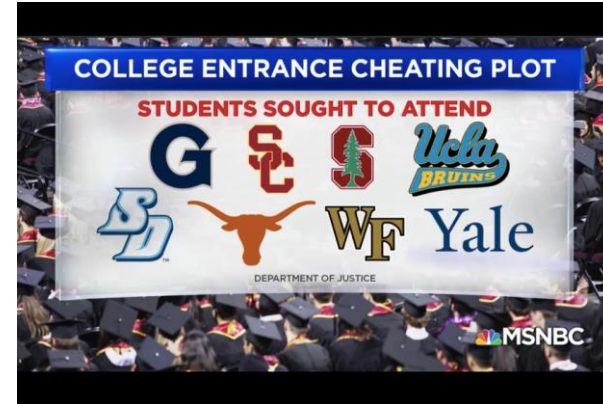 COLLEGE ENTRANCE CHEATING PLOT
STUDENTS SOUGHT TO ATTEND
G SC S Ucla
BRUINS
SD WF Yale
DEPARTMENT OF JUSTICE
MSNBC